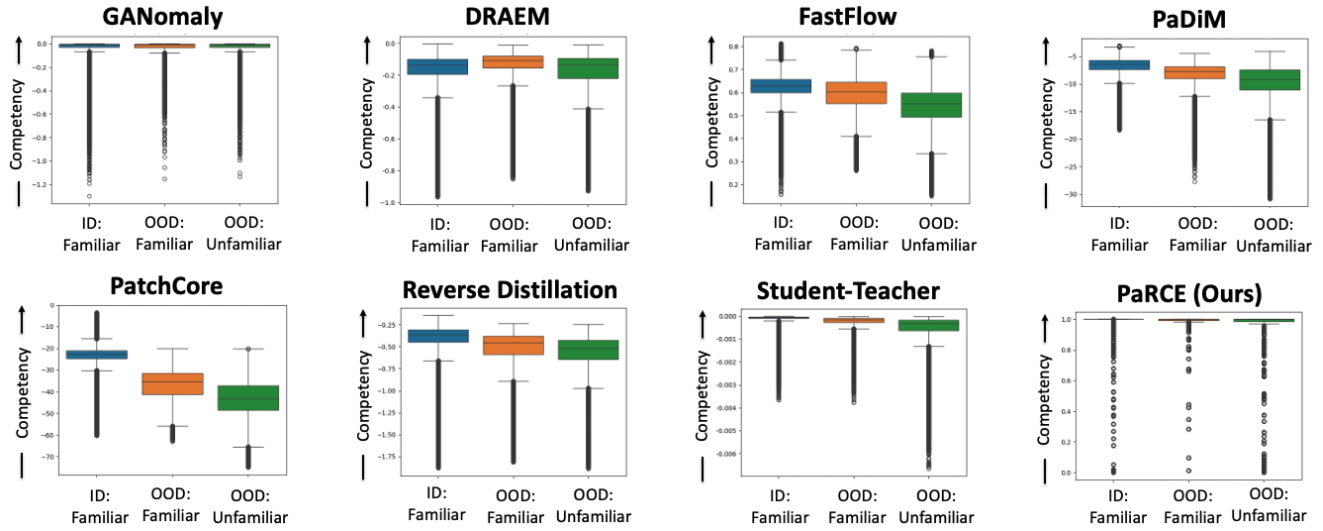 GANomaly
DRAEM
FastFlow
PaDiM
Competency
0.0
−0.2
−0.4
−0.6
−0.8
−1.0
−1.2
ID:
Familiar
OOD:
Familiar
OOD:
Unfamiliar
Competency
0.0
−0.2
−0.4
−0.6
−0.8
−1.0
ID:
Familiar
OOD:
Familiar
OOD:
Unfamiliar
Competency
0.8
0.7
0.6
0.5
0.4
0.3
0.2
ID:
Familiar
OOD:
Familiar
OOD:
Unfamiliar
Competency
−5
−10
−15
−20
−25
−30
ID:
Familiar
OOD:
Familiar
OOD:
Unfamiliar
PatchCore
Reverse Distillation
Student-Teacher
PaRCE (Ours)
Competency
0
−10
−20
−30
−40
−50
−60
−70
ID:
Familiar
OOD:
Familiar
OOD:
Unfamiliar
Competency
−0.25
−0.50
−0.75
−1.00
−1.25
−1.50
−1.75
ID:
Familiar
OOD:
Familiar
OOD:
Unfamiliar
Competency
0.000
−0.001
−0.002
−0.003
−0.004
−0.005
−0.006
ID:
Familiar
OOD:
Familiar
OOD:
Unfamiliar
Competency
1.0
0.8
0.6
0.4
0.2
0.0
ID:
Familiar
OOD:
Familiar
OOD:
Unfamiliar